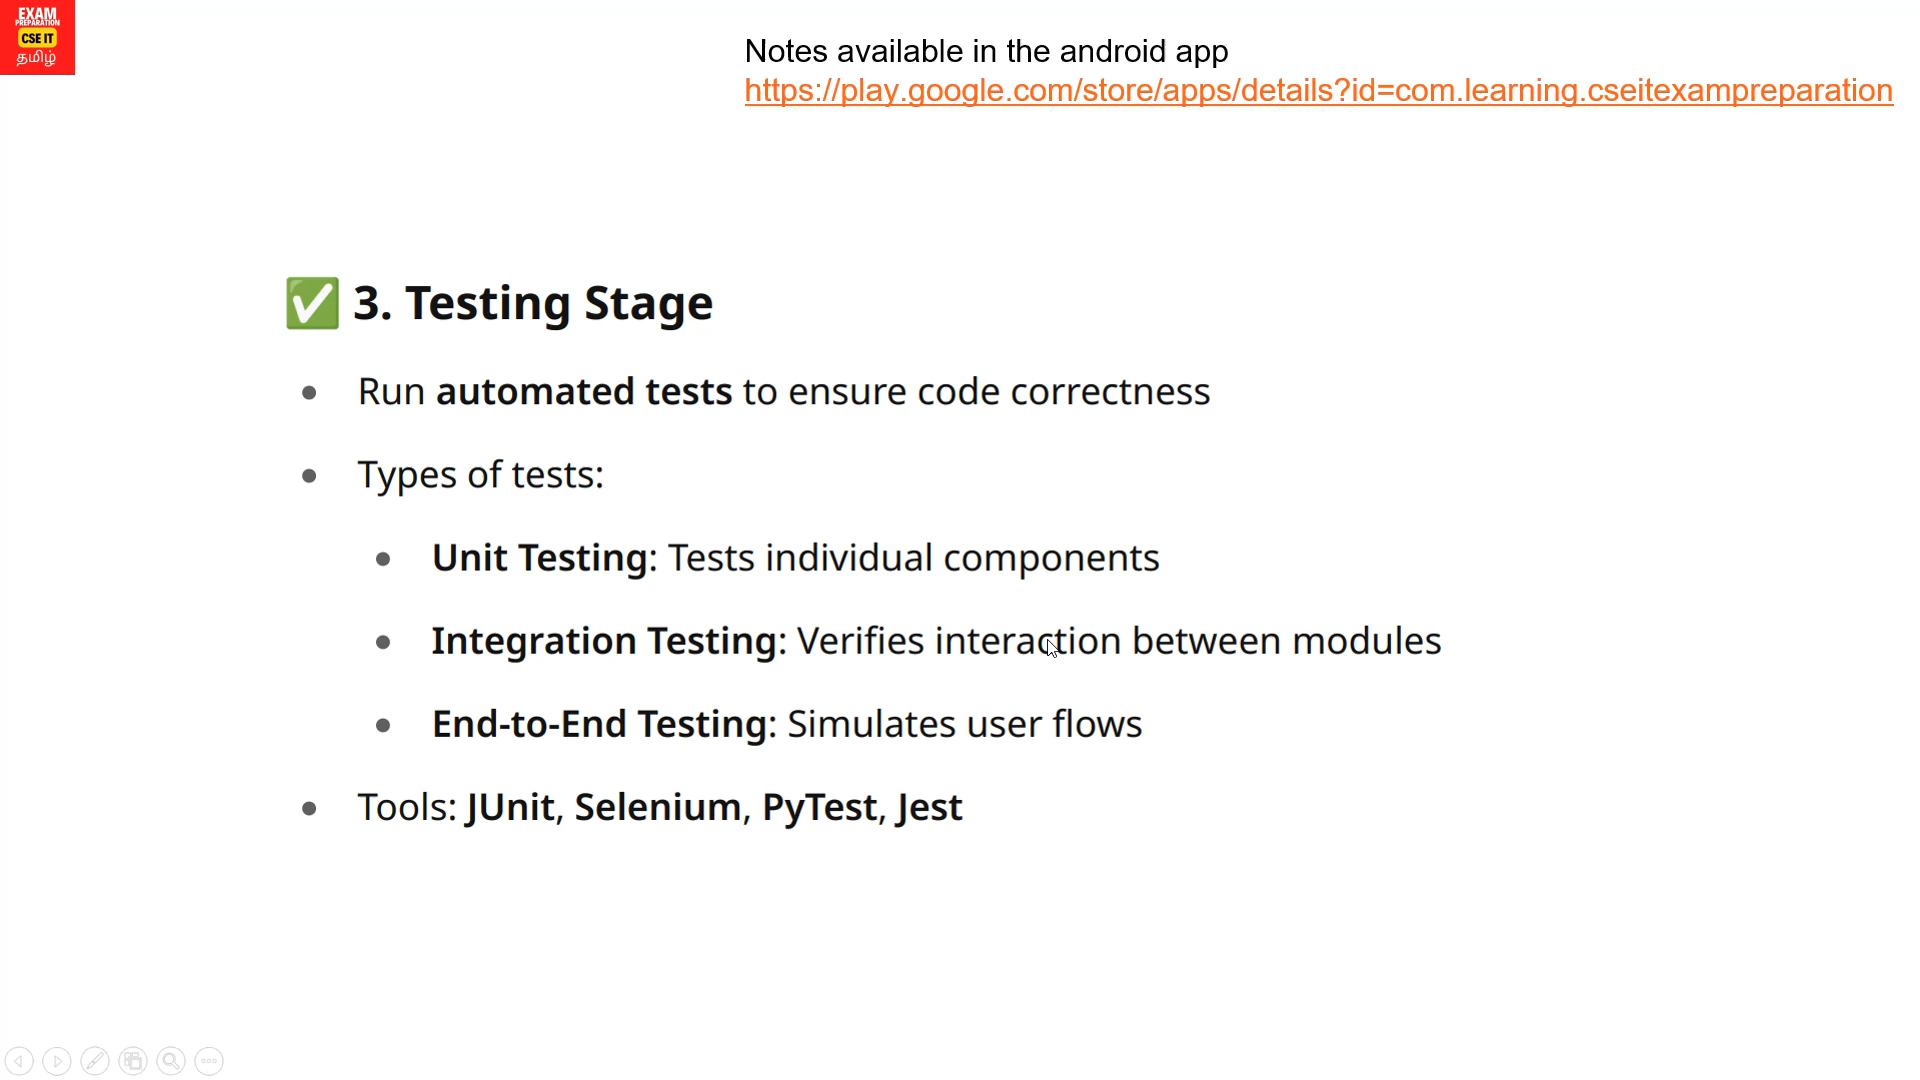 EXAM
PREPARATION
CSE IT
தமிழ்
Notes available in the android app
https://play.google.com/store/apps/details?id=com.learning.cseitexampreparation
✅ 3. Testing Stage
• Run automated tests to ensure code correctness
• Types of tests:
• Unit Testing: Tests individual components
• Integration Testing: Verifies interaction between modules
• End-to-End Testing: Simulates user flows
• Tools: JUnit, Selenium, PyTest, Jest